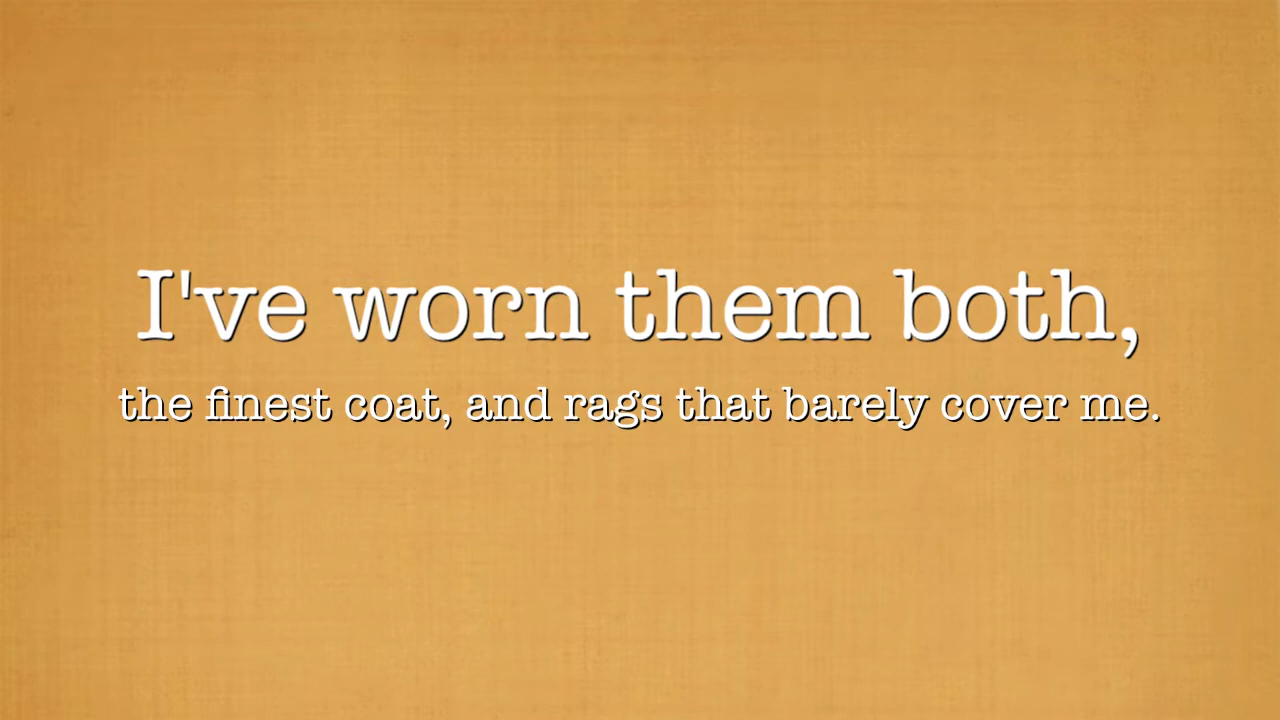 I've worn them both,
the finest coat, and rags that barely cover me.